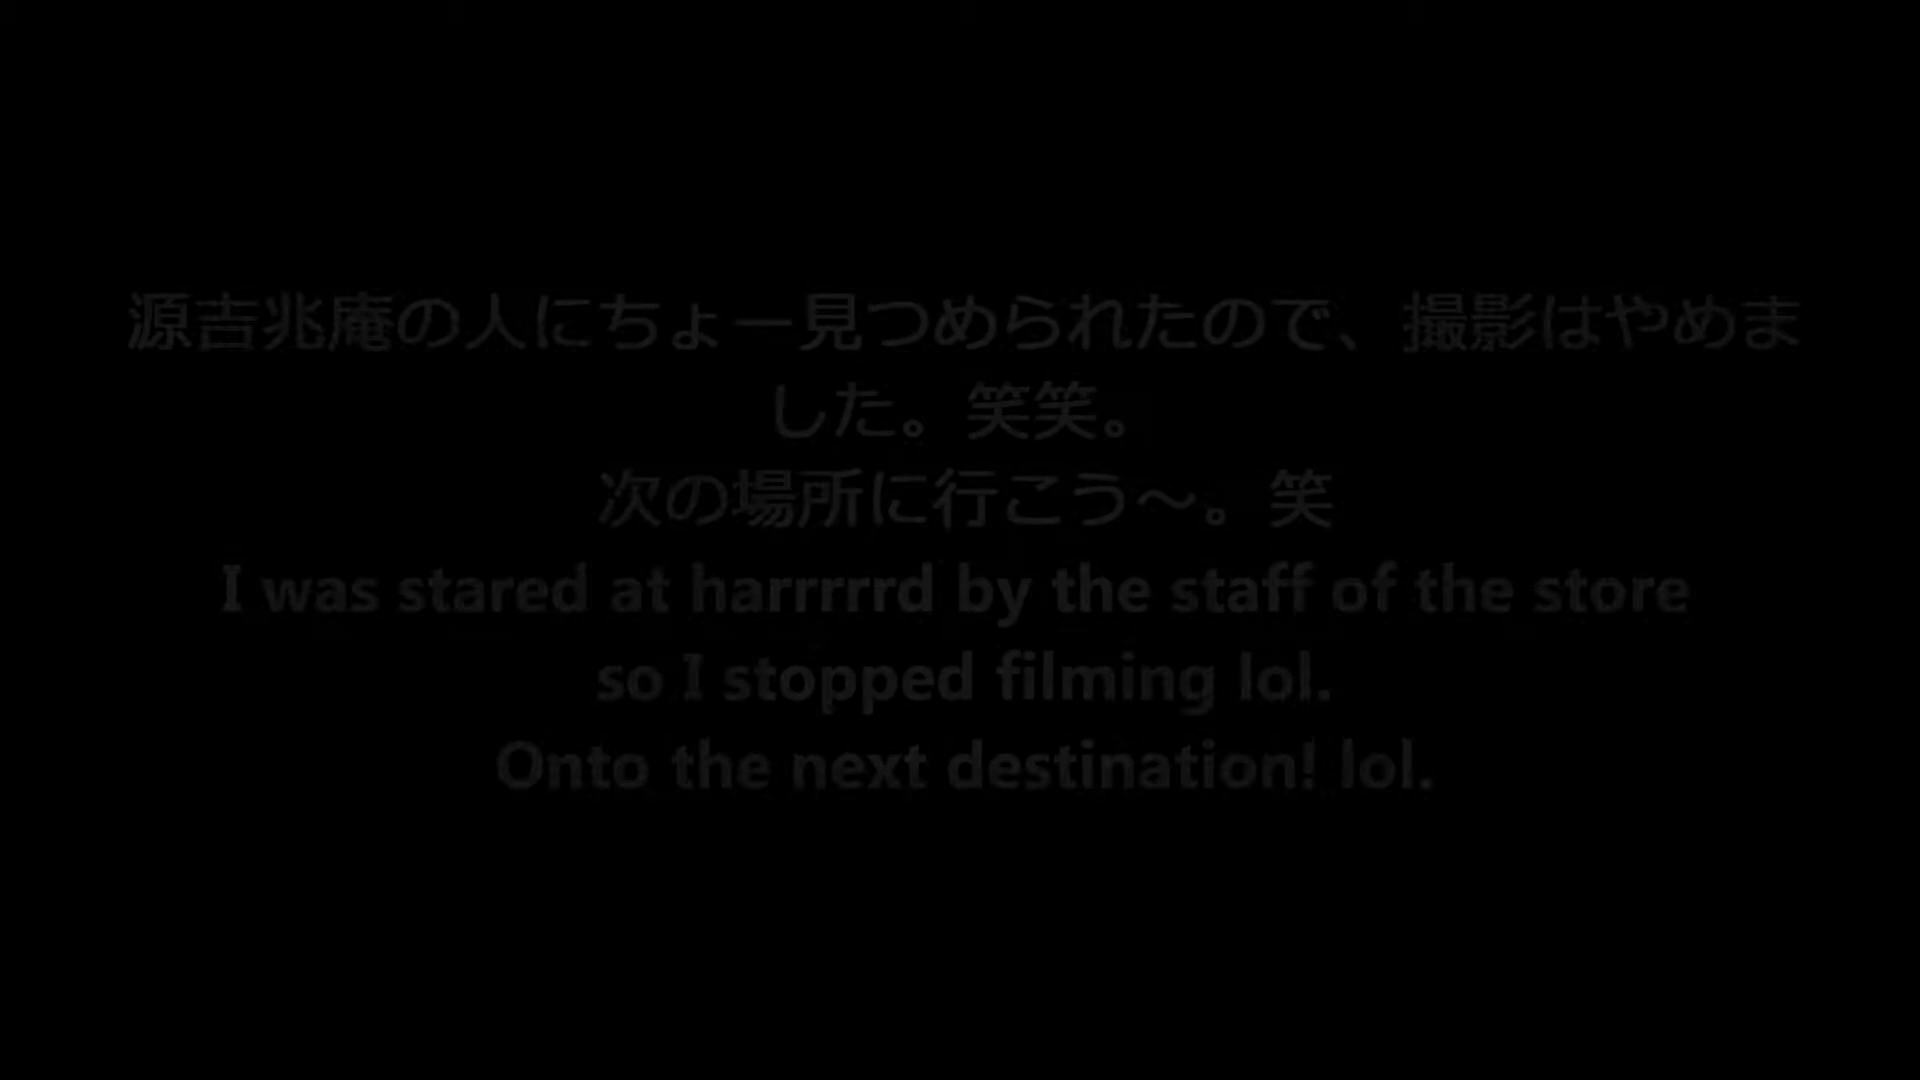 源吉兆庵の人にちょー見つめられたので、撮影はやめま
した。笑笑。
次の場所に行こう～。笑
I was stared at harrrrrd by the staff of the store
so I stopped filming lol.
Onto the next destination! lol.